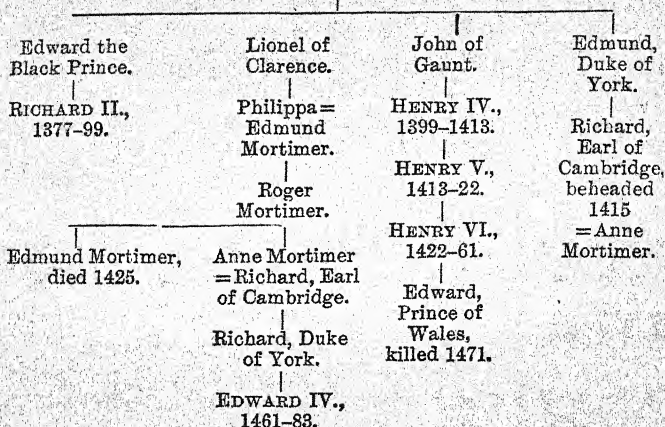 Edward the
Black Prince.
RICHARD II.,
1377–99.
Lionel of
Clarence.
Philippa=
Edmund
Mortimer.
Roger
Mortimer.
Edmund Mortimer,
died 1425.
Anne Mortimer
=Richard, Earl
of Cambridge.
Richard, Duke
of York.
EDWARD IV.,
1461–83.
John of
Gaunt.
HENRY IV.,
1399–1413.
HENRY V.,
1413–22.
HENRY VI.,
1422–61.
Edward,
Prince of
Wales,
killed 1471.
Edmund,
Duke of
York.
Richard,
Earl of
Cambridge,
beheaded
1415
=Anne
Mortimer.